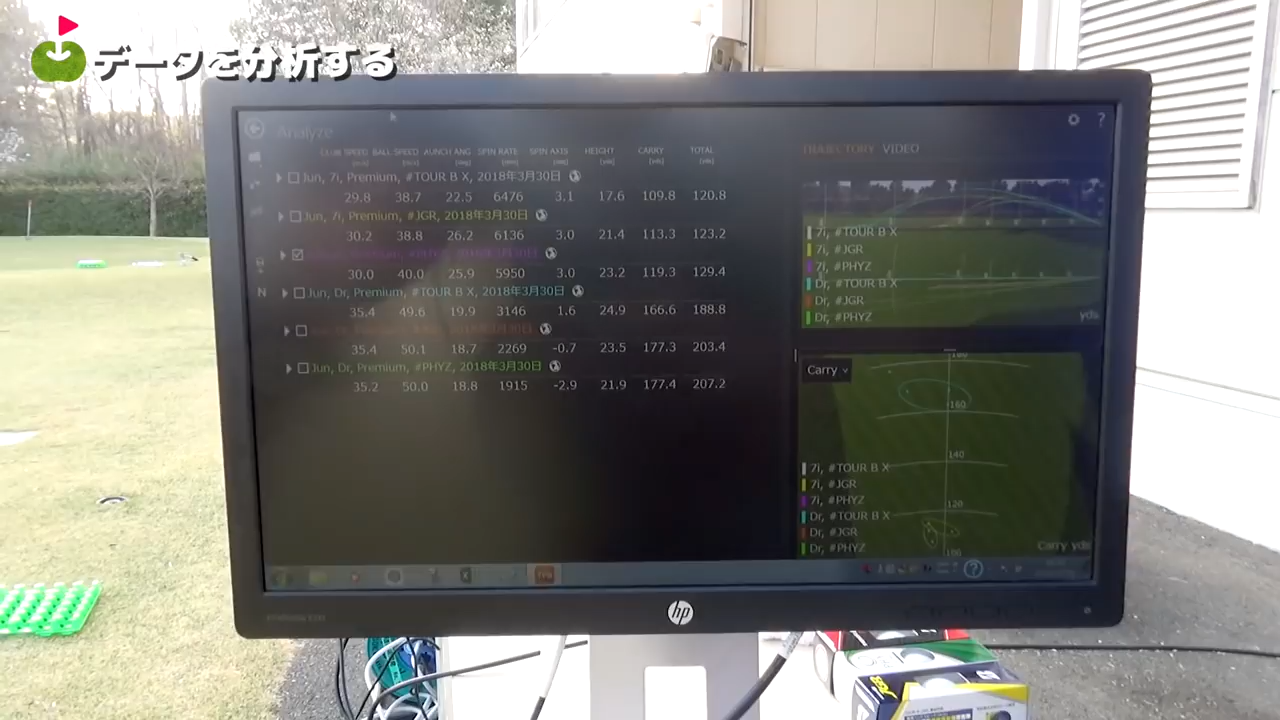 データを分析する
Analyze
CLUB SPEED BALL SPEED LAUNCH ANG SPIN RATE SPIN AXIS HEIGHT CARRY TOTAL
Jun, 7i, Premium, #TOUR B X, 2018年3月30日
29.8 38.7 22.5 6476 3.1 17.6 109.8 120.8
Jun, 7i, Premium, #JGR, 2018年3月30日
30.2 38.8 26.2 6136 3.0 21.4 113.3 123.2
30.0 40.0 25.9 5950 3.0 23.2 119.3 129.4
Jun, Dr, Premium, #TOUR B X, 2018年3月30日
35.4 49.6 19.9 3146 1.6 24.9 166.6 188.8
35.4 50.1 18.7 2269 -0.7 23.5 177.3 203.4
Jun, Dr, Premium, #PHYZ, 2018年3月30日
35.2 50.0 18.8 1915 -2.9 21.9 177.4 207.2
N
?
TRAJECTORY VIDEO
7i, #TOUR B X
7i, #JGR
7i, #PHYZ
Dr, #TOUR B X
Dr, #JGR
Dr, #PHYZ
yds
Carry
180
160
140
120
100
7i, #TOUR B X
7i, #JGR
7i, #PHYZ
Dr, #TOUR B X
Dr, #JGR
Dr, #PHYZ
Carry yds
?
hp
JGR